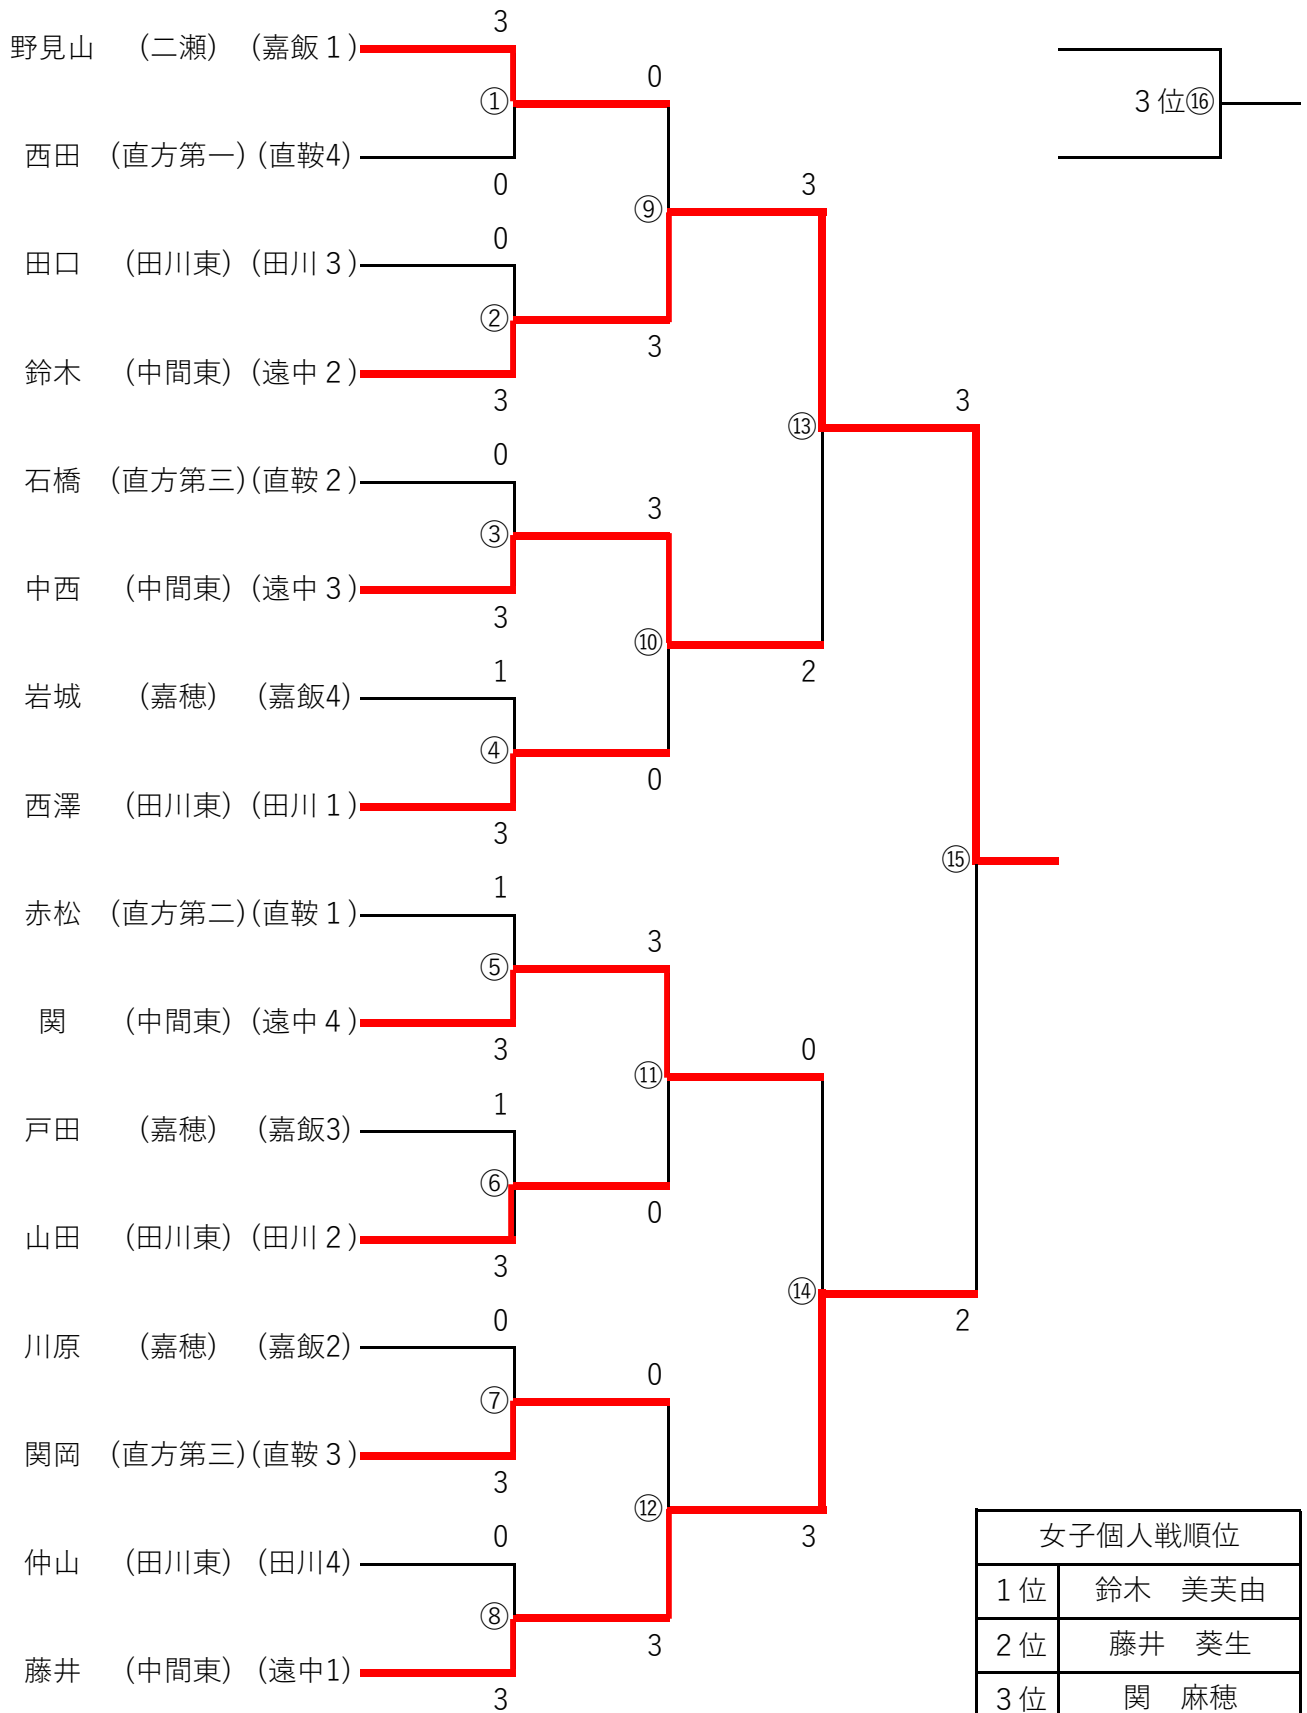 3
野見山 （二瀬） （嘉飯１）
0
①
3位⑯
西田 （直方第一）（直鞍4）
0
3
⑨
0
田口 （田川東）（田川３）
②
3
鈴木 （中間東）（遠中２）
3
3
⑬
0
石橋 （直方第三）（直鞍２）
3
③
中西 （中間東）（遠中３）
3
⑩
1
2
岩城 （嘉穂） （嘉飯4）
④
0
西澤 （田川東）（田川１）
3
⑮
1
赤松 （直方第二）（直鞍１）
3
⑤
関 （中間東）（遠中４）
3
0
⑪
1
戸田 （嘉穂） （嘉飯3）
⑥
0
山田 （田川東）（田川２）
3
⑭
0
2
川原 （嘉穂） （嘉飯2）
0
⑦
関岡 （直方第三）（直鞍３）
3
⑫
0
3
女子個人戦順位
仲山 （田川東）（田川4）
1位 鈴木 美芙由
⑧
3
2位 藤井 葵生
藤井 （中間東）（遠中1）
3
3位 関 麻穂